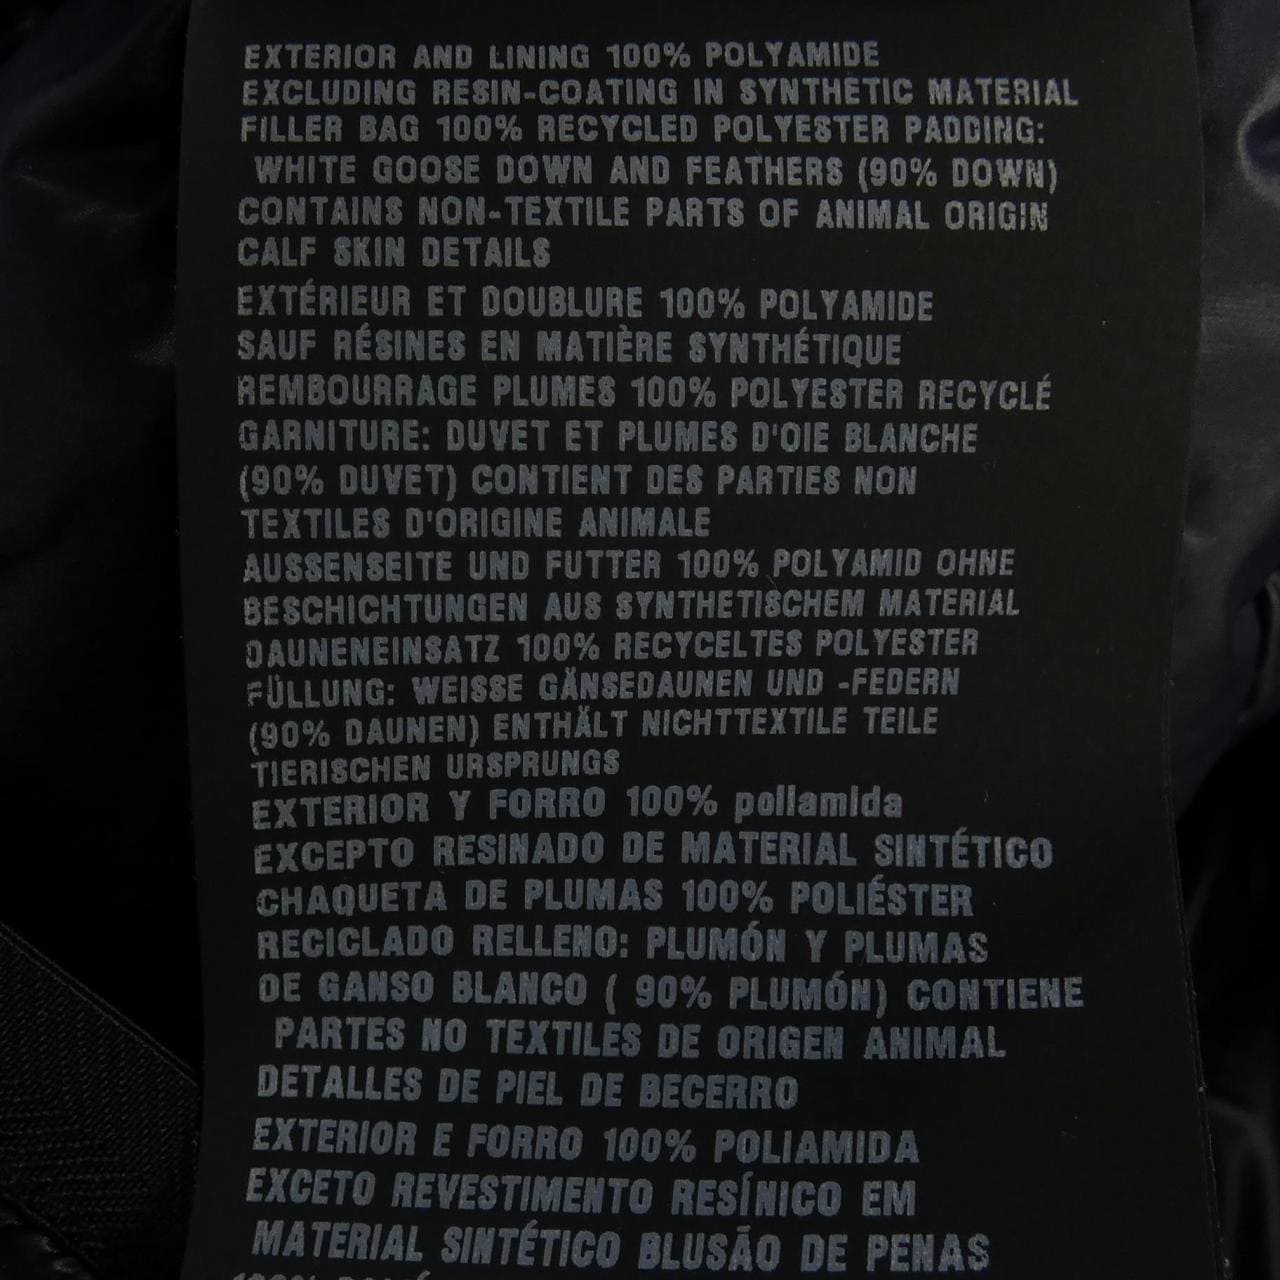 EXTERIOR AND LINING 100% POLYAMIDE
EXCLUDING RESIN-COATING IN SYNTHETIC MATERIAL
FILLER BAG 100% RECYCLED POLYESTER PADDING:
WHITE GOOSE DOWN AND FEATHERS (90% DOWN)
CONTAINS NON-TEXTILE PARTS OF ANIMAL ORIGIN
CALF SKIN DETAILS
EXTÉRIEUR ET DOUBLURE 100% POLYAMIDE
SAUF RÉSINES EN MATIÈRE SYNTHÉTIQUE
REMBOURRAGE PLUMES 100% POLYESTER RECYCLÉ
GARNITURE: DUVET ET PLUMES D'OIE BLANCHE
(90% DUVET) CONTIENT DES PARTIES NON
TEXTILES D'ORIGINE ANIMALE
AUSSENSEITE UND FUTTER 100% POLYAMID OHNE
BESCHICHTUNGEN AUS SYNTHETISCHEM MATERIAL
DAUNENEINSATZ 100% RECYCELTES POLYESTER
FÜLLUNG: WEISSE GÄNSEDAUNEN UND -FEDERN
(90% DAUNEN) ENTHÄLT NICHTTEXTILE TEILE
TIERISCHEN URSPRUNGS
EXTERIOR Y FORRO 100% poliamida
EXCEPTO RESINADO DE MATERIAL SINTÉTICO
CHAQUETA DE PLUMAS 100% POLIÉSTER
RECICLADO RELLENO: PLUMÓN Y PLUMAS
DE GANSO BLANCO ( 90% PLUMÓN) CONTIENE
PARTES NO TEXTILES DE ORIGEN ANIMAL
DETALLES DE PIEL DE BECERRO
EXTERIOR E FORRO 100% POLIAMIDA
EXCETO REVESTIMENTO RESÍNICO EM
MATERIAL SINTÉTICO BLUSÃO DE PENAS